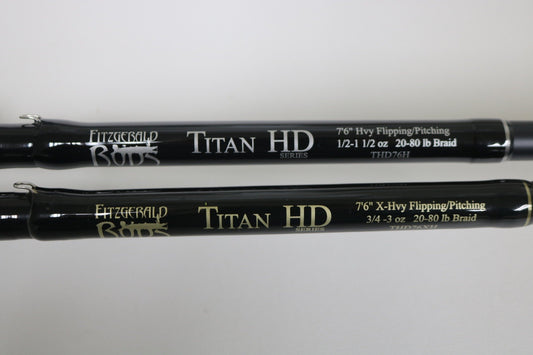 FITZGERALD
RODS
TITAN HD
SERIES
7'6" Hvy Flipping/Pitching
1/2-1 1/2 oz 20-80 lb Braid
THD76H
FITZGERALD
RODS
TITAN HD
SERIES
7'6" X-Hvy Flipping/Pitching
3/4 -3 oz 20-80 lb Braid
THD76XH